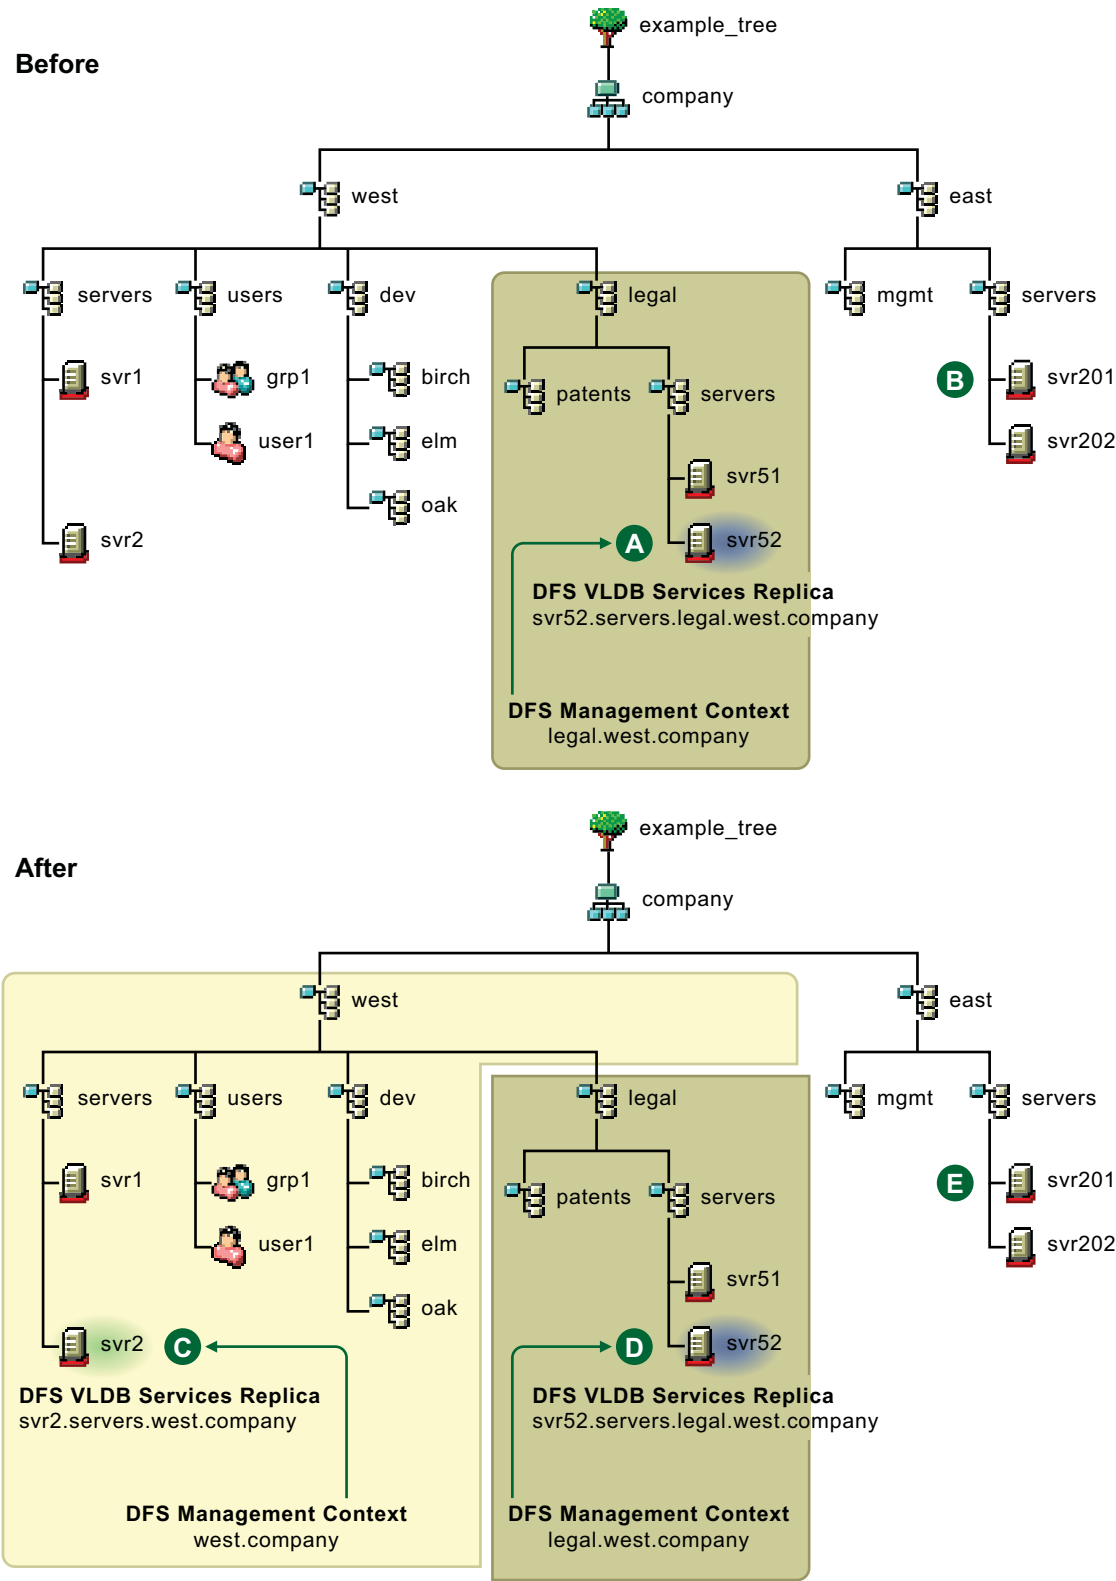 example_tree
Before
company
west
east
servers
users
dev
legal
mgmt
servers
svr1
grp1
birch
patents
servers
B
svr201
user1
elm
svr202
svr51
oak
svr2
A
svr52
DFS VLDB Services Replica
svr52.servers.legal.west.company
DFS Management Context
legal.west.company
example_tree
After
company
west
east
servers
users
dev
legal
mgmt
servers
svr1
grp1
birch
patents
servers
E
svr201
user1
elm
svr202
svr51
oak
svr2
C
D
svr52
DFS VLDB Services Replica
svr2.servers.west.company
DFS VLDB Services Replica
svr52.servers.legal.west.company
DFS Management Context
west.company
DFS Management Context
legal.west.company